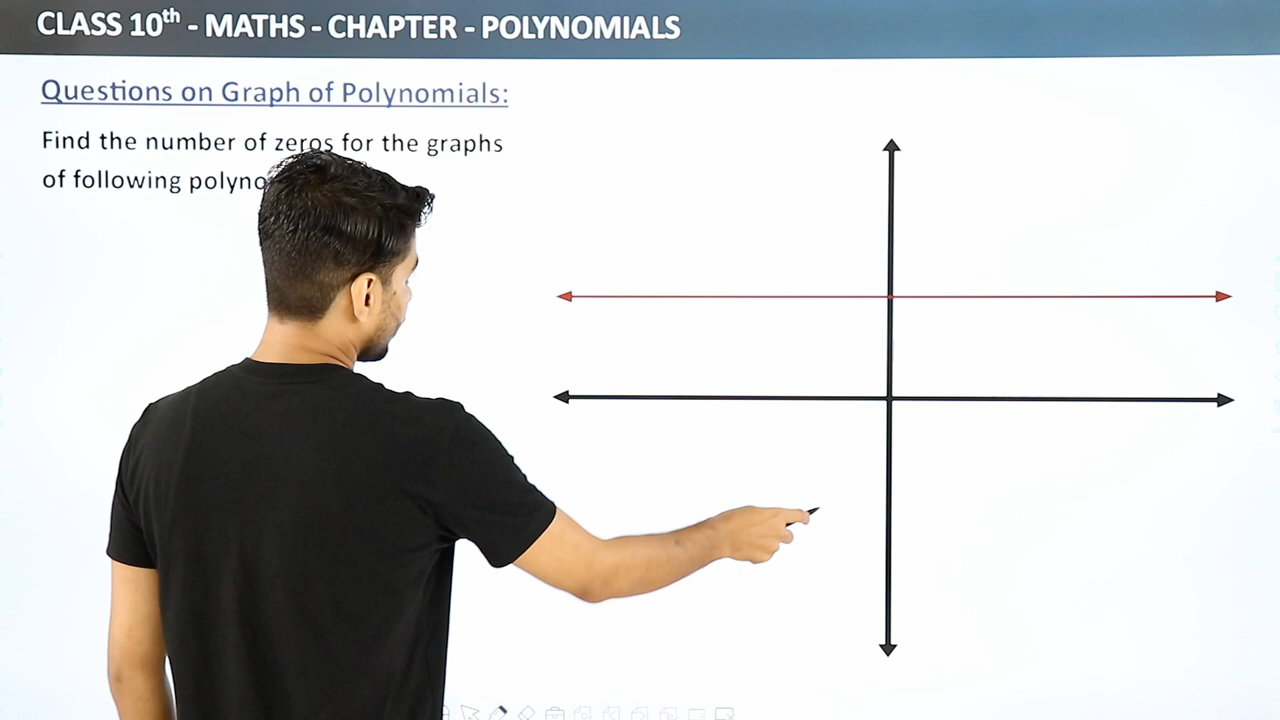 CLASS 10th - MATHS - CHAPTER - POLYNOMIALS
Questions on Graph of Polynomials:
Find the number of zeros for the graphs
of following